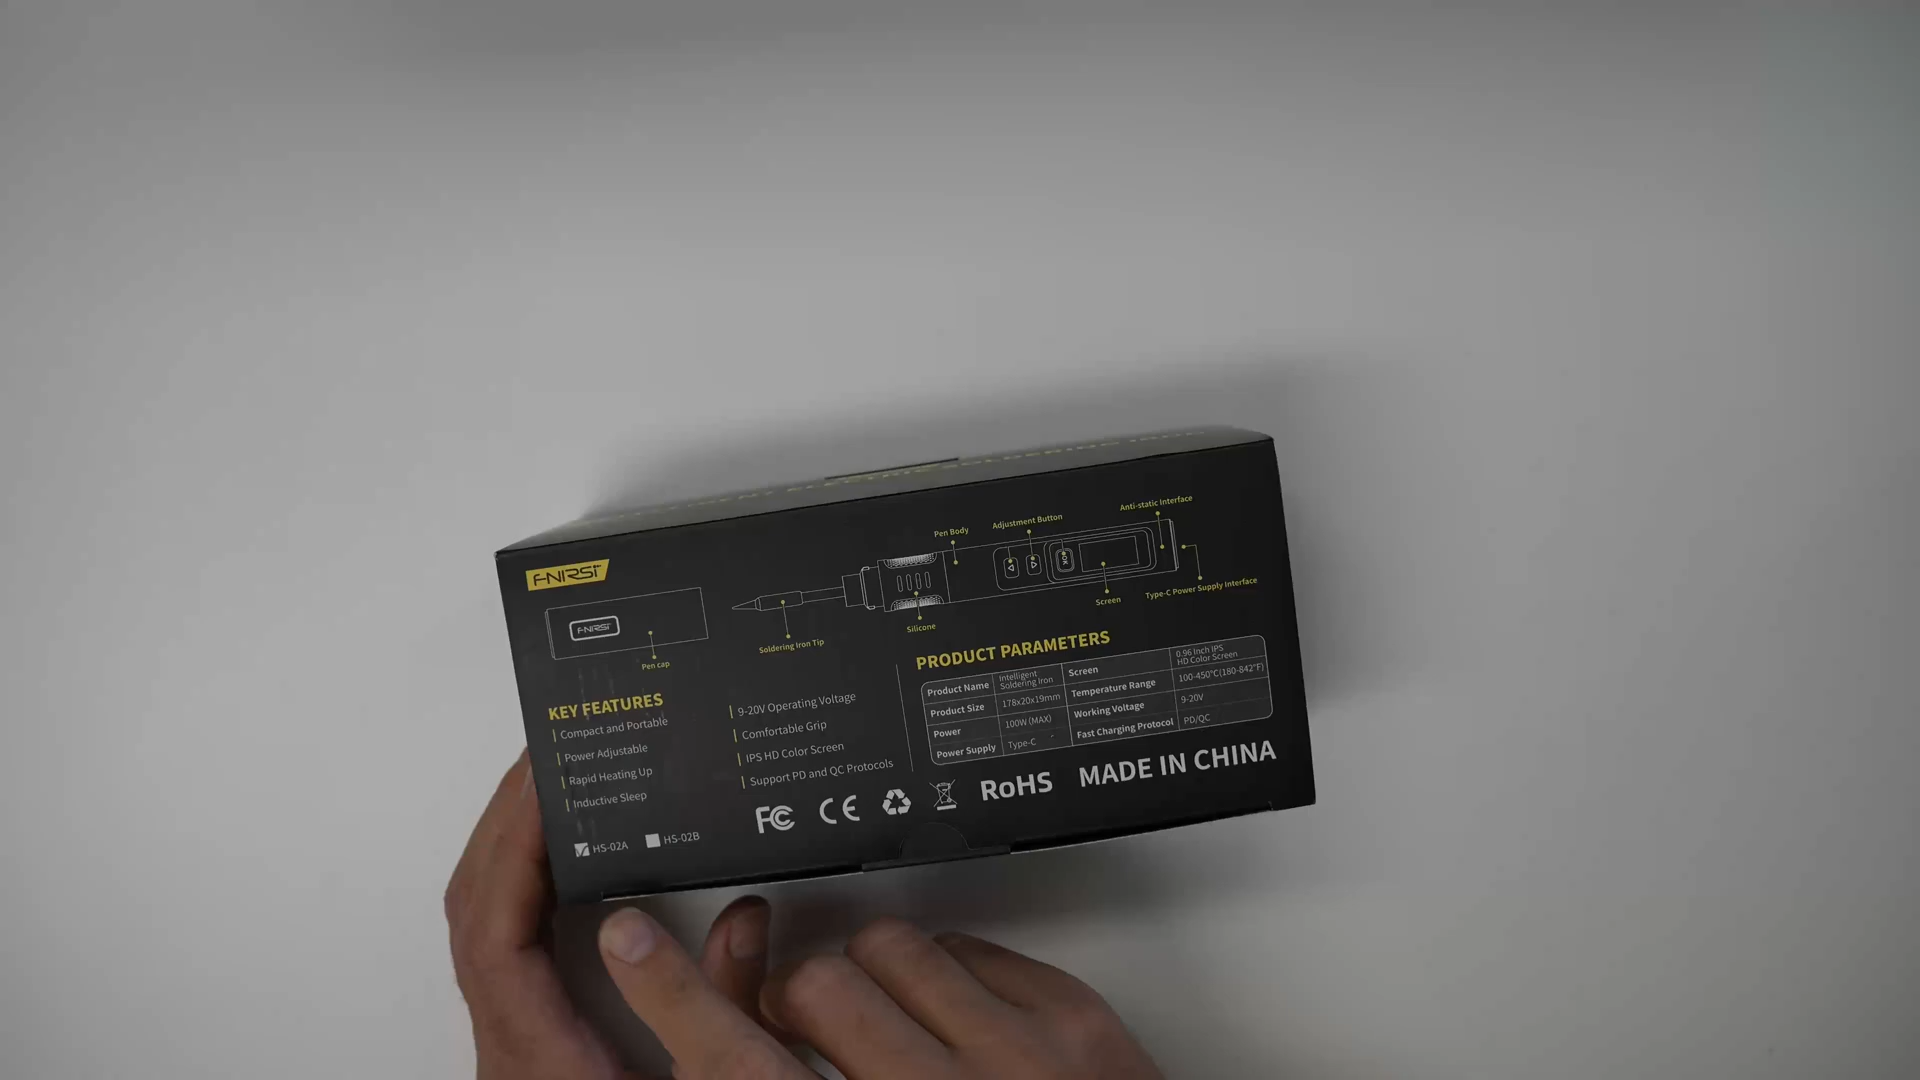 INTELLIGENT ELECTRIC SOLDERING IRON
FNIRSI
FNIRSI
Pen cap
Soldering Iron Tip
Silicone
Pen Body
Adjustment Button
OK
Screen
Anti-static Interface
Type-C Power Supply Interface
KEY FEATURES
Compact and Portable
Power Adjustable
Rapid Heating Up
Inductive Sleep
9-20V Operating Voltage
Comfortable Grip
IPS HD Color Screen
Support PD and QC Protocols
PRODUCT PARAMETERS
Product Name Intelligent Soldering Iron Screen 0.96 Inch IPS HD Color Screen
Product Size 178x20x19mm Temperature Range 100-450°C(180-842°F)
Power 100W (MAX) Working Voltage 9-20V
Power Supply Type-C Fast Charging Protocol PD/QC
HS-02A HS-02B
FC CE RoHS MADE IN CHINA